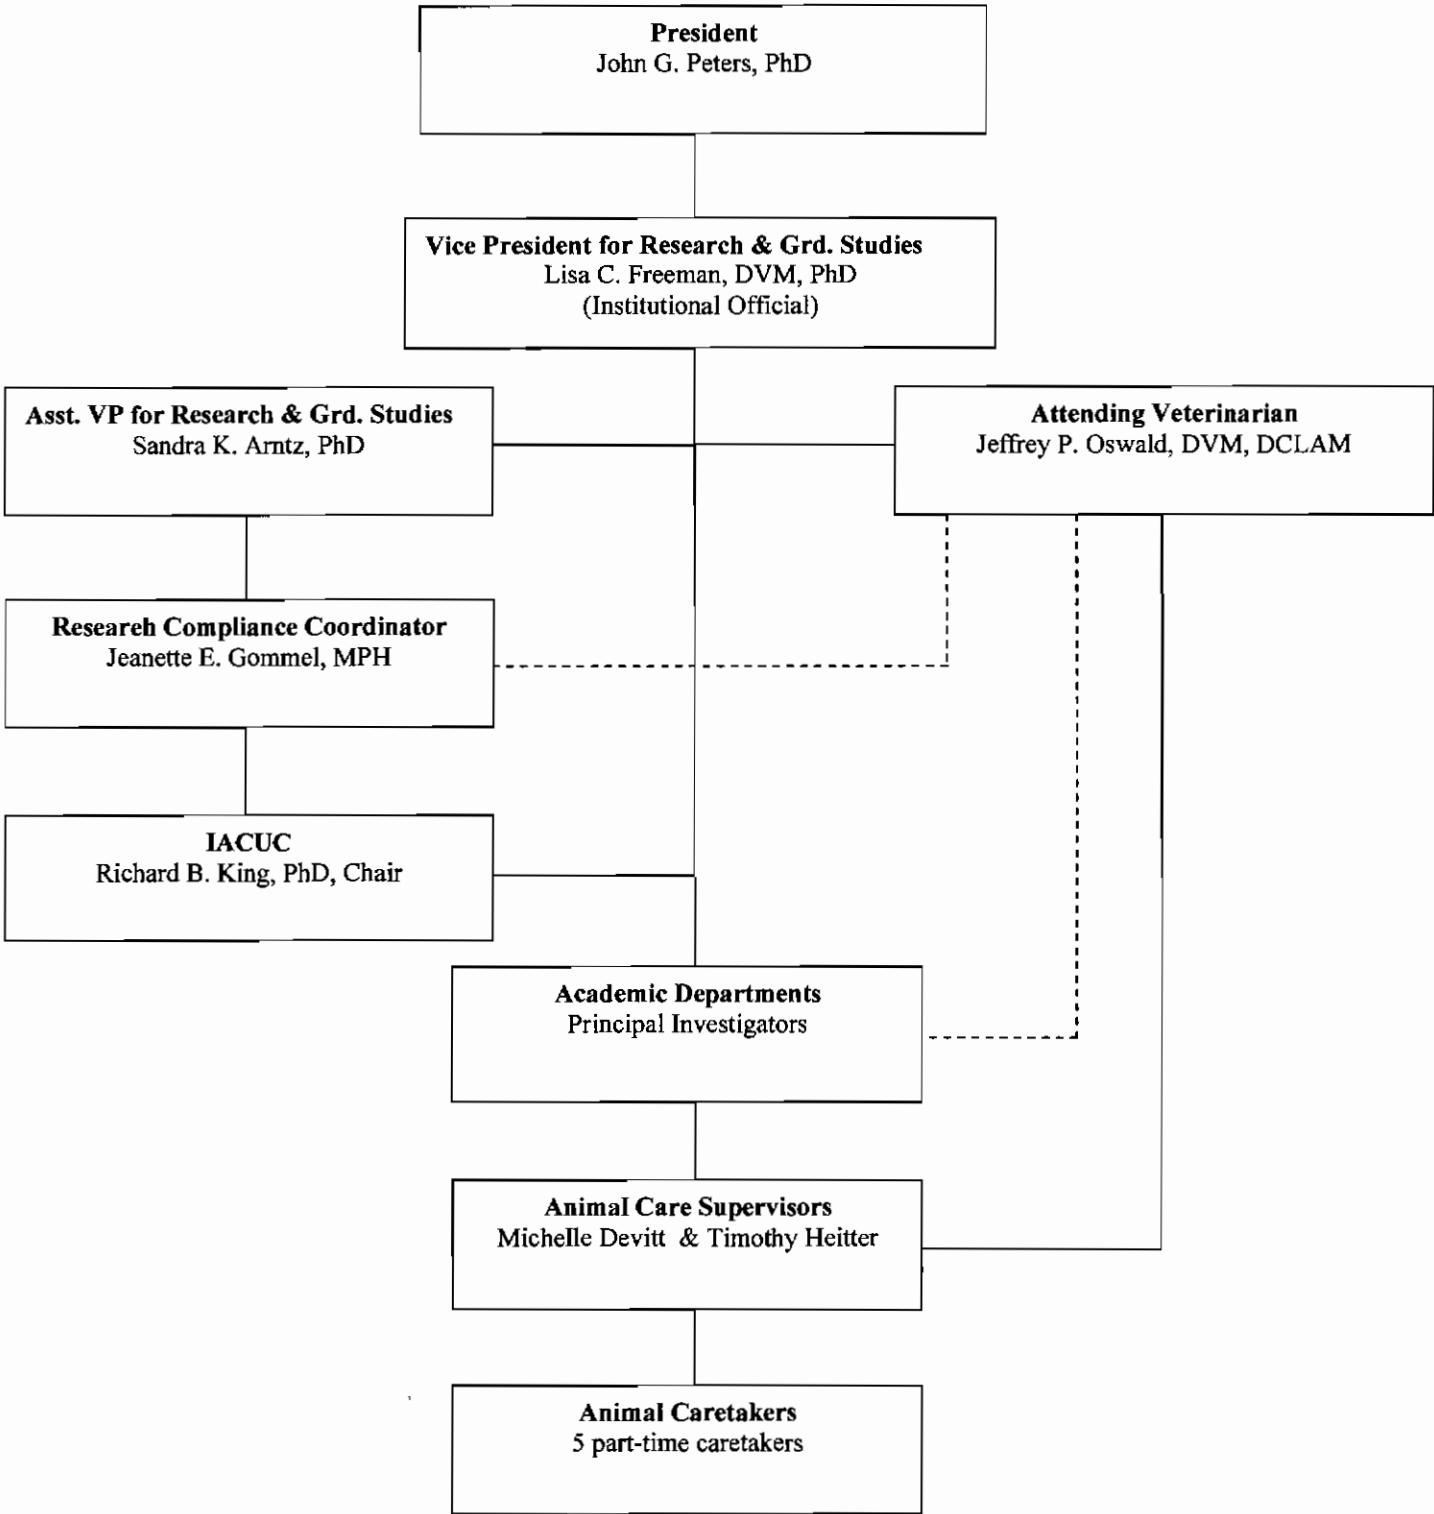 President
John G. Peters, PhD
Vice President for Research & Grd. Studies
Lisa C. Freeman, DVM, PhD
(Institutional Official)
Asst. VP for Research & Grd. Studies
Sandra K. Arntz, PhD
Attending Veterinarian
Jeffrey P. Oswald, DVM, DCLAM
Research Compliance Coordinator
Jeanette E. Gommel, MPH
IACUC
Richard B. King, PhD, Chair
Academic Departments
Principal Investigators
Animal Care Supervisors
Michelle Devitt & Timothy Heitter
Animal Caretakers
5 part-time caretakers